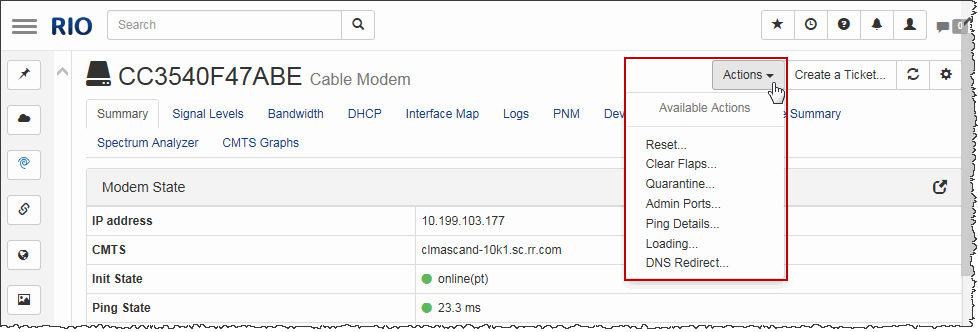 RIO Search 0
CC3540F47ABE Cable Modem Actions Create a Ticket...
Available Actions
Summary Signal Levels Bandwidth DHCP Interface Map Logs PNM Summary
Spectrum Analyzer CMTS Graphs
Reset...
Clear Flaps...
Quarantine...
Admin Ports...
Ping Details...
Loading...
DNS Redirect...
Modem State
IP address 10.199.103.177
CMTS clmascand-10k1.sc.rr.com
Init State online(pt)
Ping State 23.3 ms